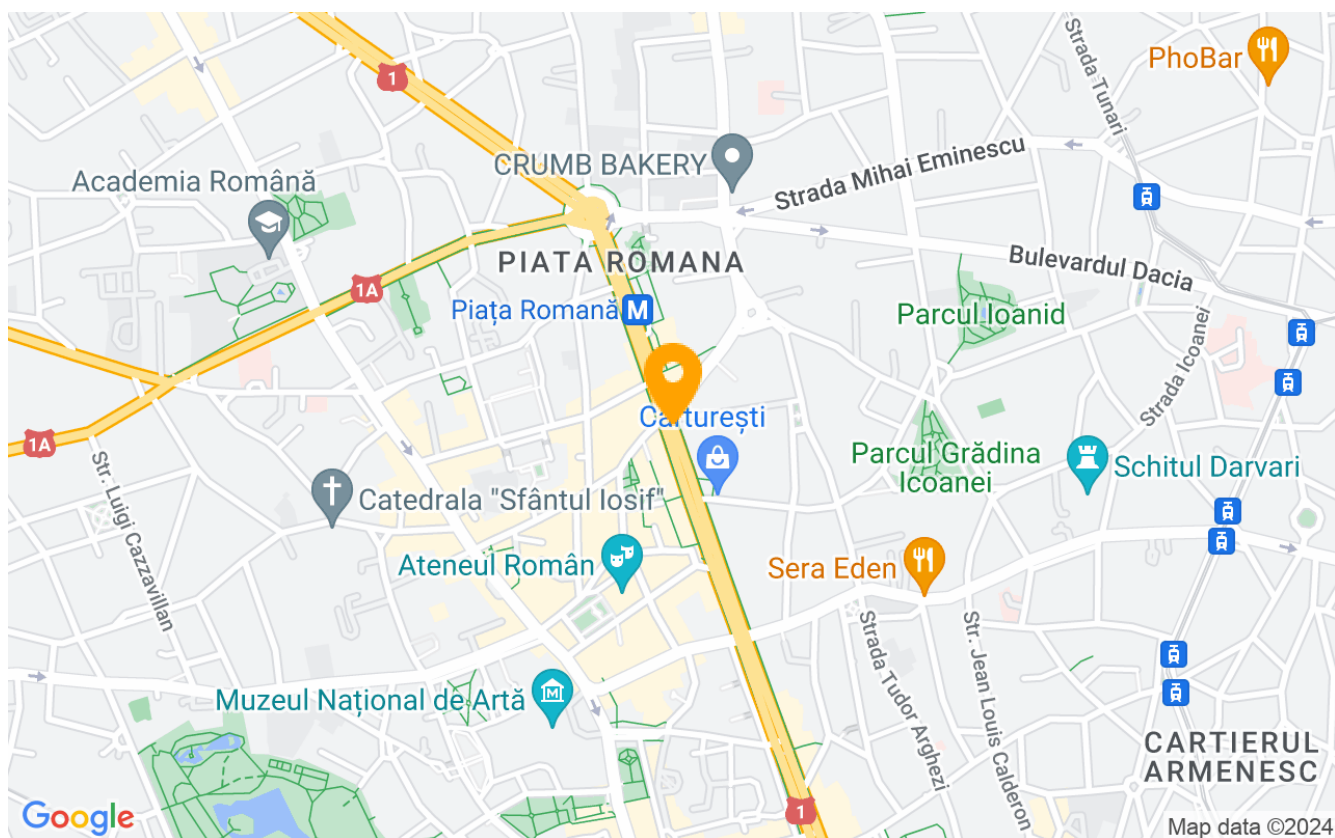 Strada Tunari
PhoBar
1
CRUMB BAKERY
Strada Mihai Eminescu
Academia Română
PIATA ROMANA
Bulevardul Dacia
1A
Piața Romană M
Parcul Ioanid
Strada Icoanei
Cărturești
1A
Parcul Grădina
Icoanei
Schitul Darvari
Str. Luigi Cazzavillan
Catedrala "Sfântul Iosif"
Ateneul Român
Sera Eden
Strada Tudor Arghezi
Str. Jean Louis Calderon
Muzeul Național de Artă
M
CARTIERUL
ARMENESC
1
Google
Map data ©2024